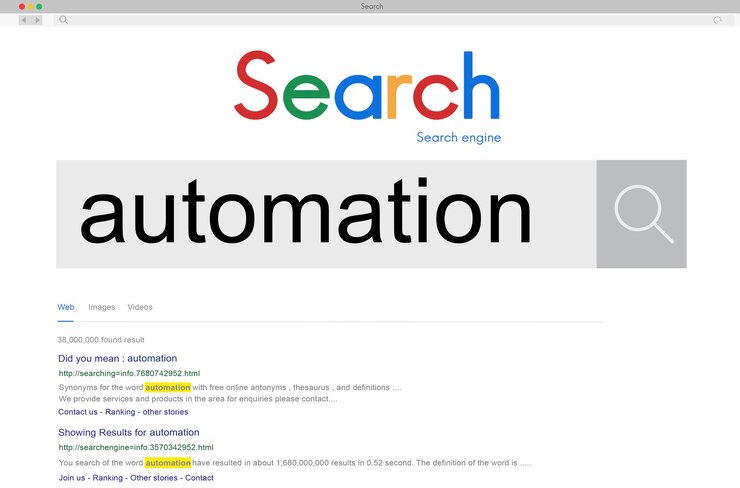 Search
Search
Search engine
automation
Web Images Videos
38,000,000 found result
Did you mean : automation
http://searching=info.7680742952.html
Synonyms for the word automation with free online antonyms , thesaurus , and definitions ....
We provide services and products in the area for enquiries please contact....
Contact us - Ranking - other stories
Showing Results for automation
http://searchengine=info.3570342952.html
You search of the word automation have resulted in about 1,680,000,000 results in 0.52 second. The definition of the word is .....
Join us - Ranking - Other stories - Contact